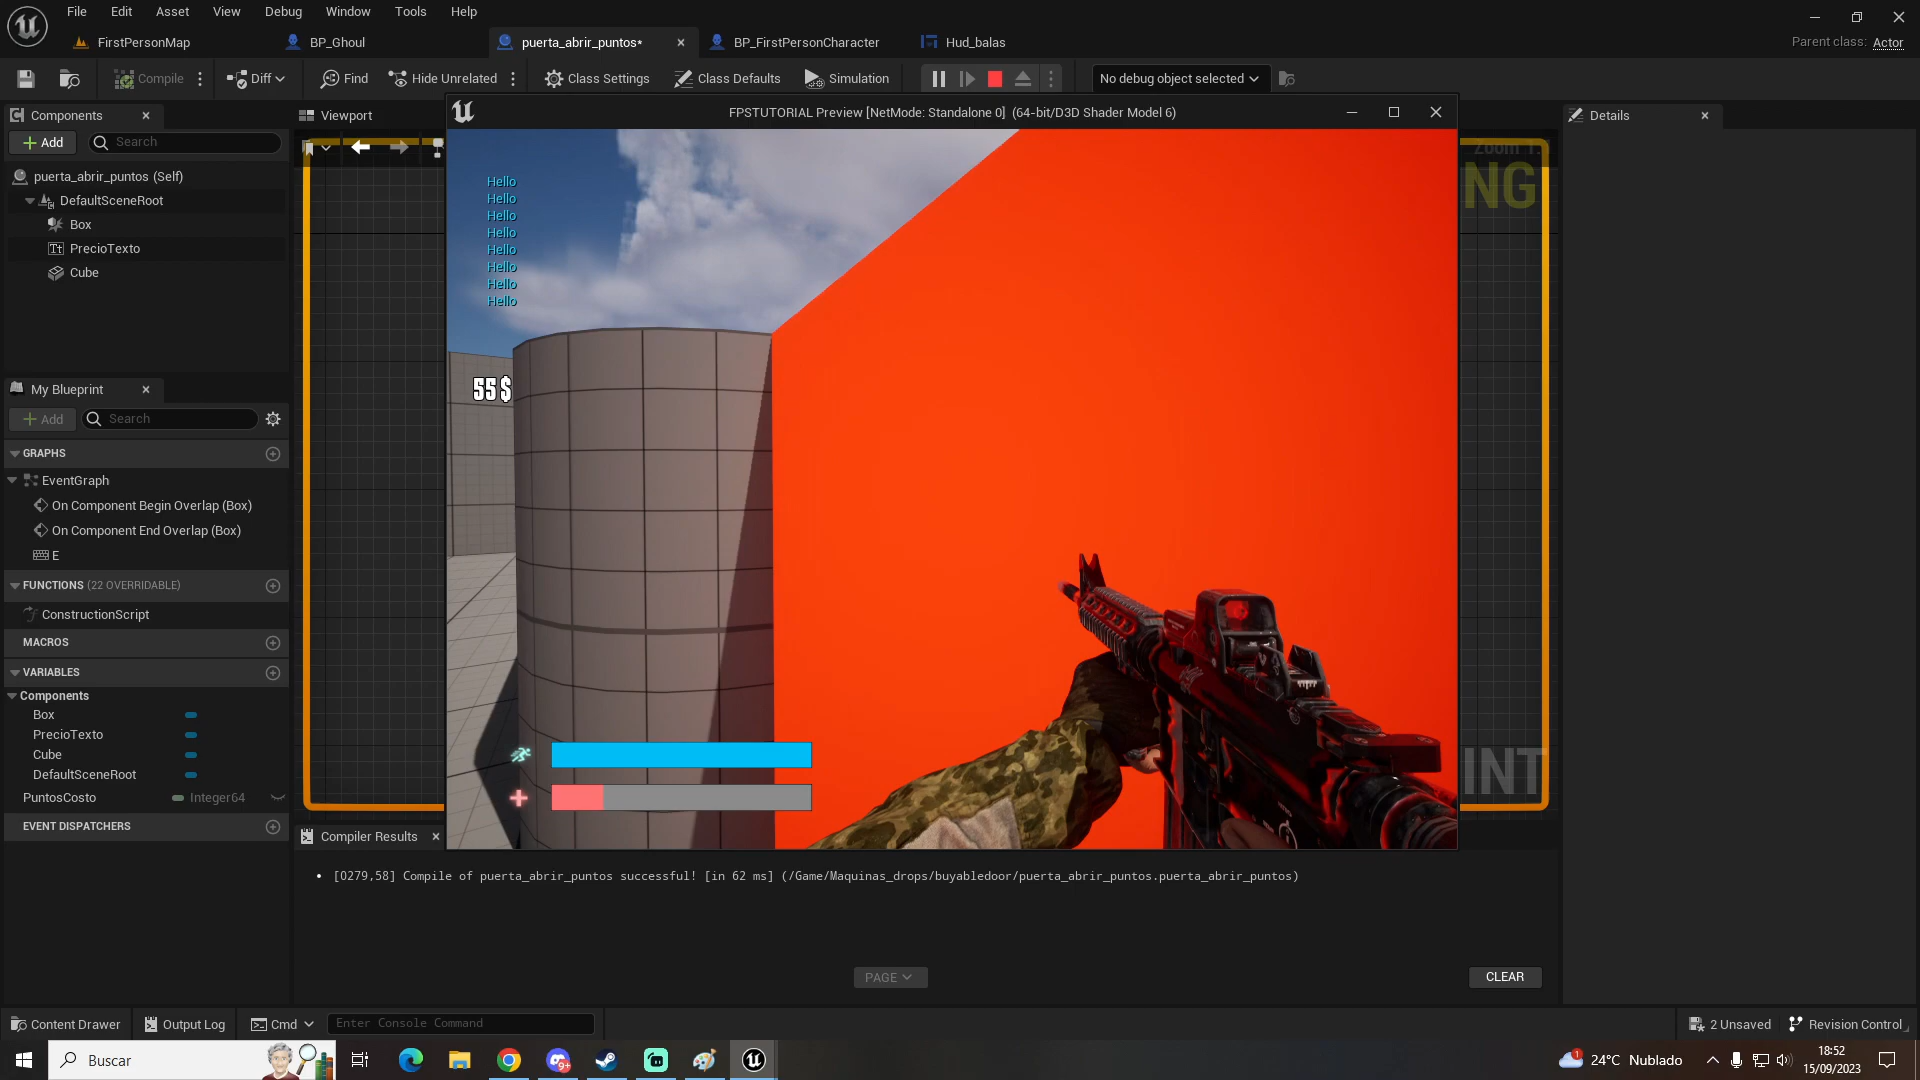 File Edit Asset View Debug Window Tools Help
FirstPersonMap BP_Ghoul puerta_abrir_puntos* BP_FirstPersonCharacter Hud_balas
Parent class: Actor
Compile Diff Find Hide Unrelated Class Settings Class Defaults Simulation No debug object selected
Components Viewport FPSTUTORIAL Preview [NetMode: Standalone 0] (64-bit/D3D Shader Model 6) Details
Add Search
puerta_abrir_puntos (Self)
DefaultSceneRoot
Box
PrecioTexto
Cube
My Blueprint
Add Search
GRAPHS
EventGraph
On Component Begin Overlap (Box)
On Component End Overlap (Box)
E
FUNCTIONS (22 OVERRIDABLE)
ConstructionScript
MACROS
VARIABLES
Components
Box
PrecioTexto
Cube
DefaultSceneRoot
PuntosCosto Integer64
EVENT DISPATCHERS
Hello
Hello
Hello
Hello
Hello
Hello
Hello
Hello
55$
Zoom 1:
NG
INT
Compiler Results
[0279,58] Compile of puerta_abrir_puntos successful! [in 62 ms] (/Game/Maquinas_drops/buyabledoor/puerta_abrir_puntos.puerta_abrir_puntos)
PAGE CLEAR
Content Drawer Output Log Cmd Enter Console Command 2 Unsaved Revision Control
Buscar 9+ 1 24°C Nublado 18:52
15/09/2023